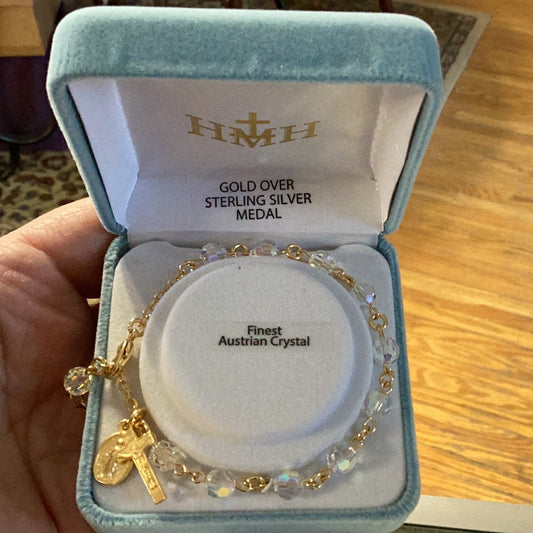 HMH
GOLD OVER
STERLING SILVER
MEDAL
Finest
Austrian Crystal